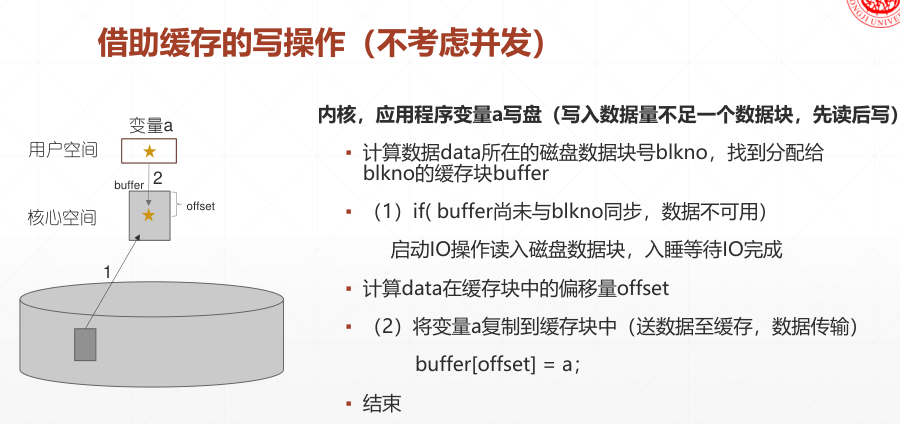 借助缓存的写操作（不考虑并发）
内核，应用程序变量a写盘（写入数据量不足一个数据块，先读后写）
变量a
用户空间
buffer
2
offset
核心空间
1
▪ 计算数据data所在的磁盘数据块号blkno，找到分配给
blkno的缓存块buffer
▪ （1）if( buffer尚未与blkno同步，数据不可用）
启动IO操作读入磁盘数据块，入睡等待IO完成
▪ 计算data在缓存块中的偏移量offset
▪ （2）将变量a复制到缓存块中（送数据至缓存，数据传输）
buffer[offset] = a；
▪ 结束